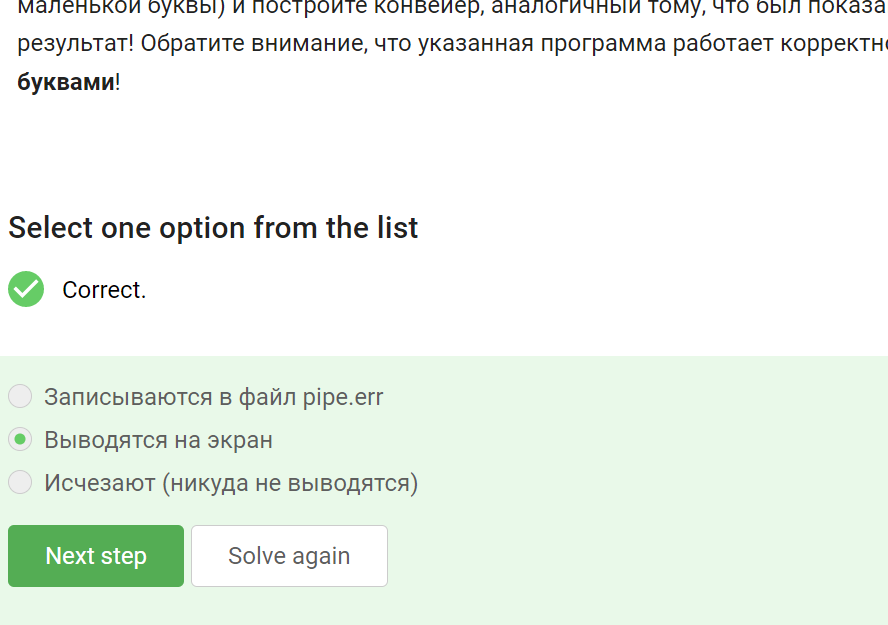 маленькой буквы) и постройте конвейер, аналогичный тому, что был показа
результат! Обратите внимание, что указанная программа работает корректно
буквами!
Select one option from the list
Correct.
Записываются в файл pipe.err
Выводятся на экран
Исчезают (никуда не выводятся)
Next step
Solve again